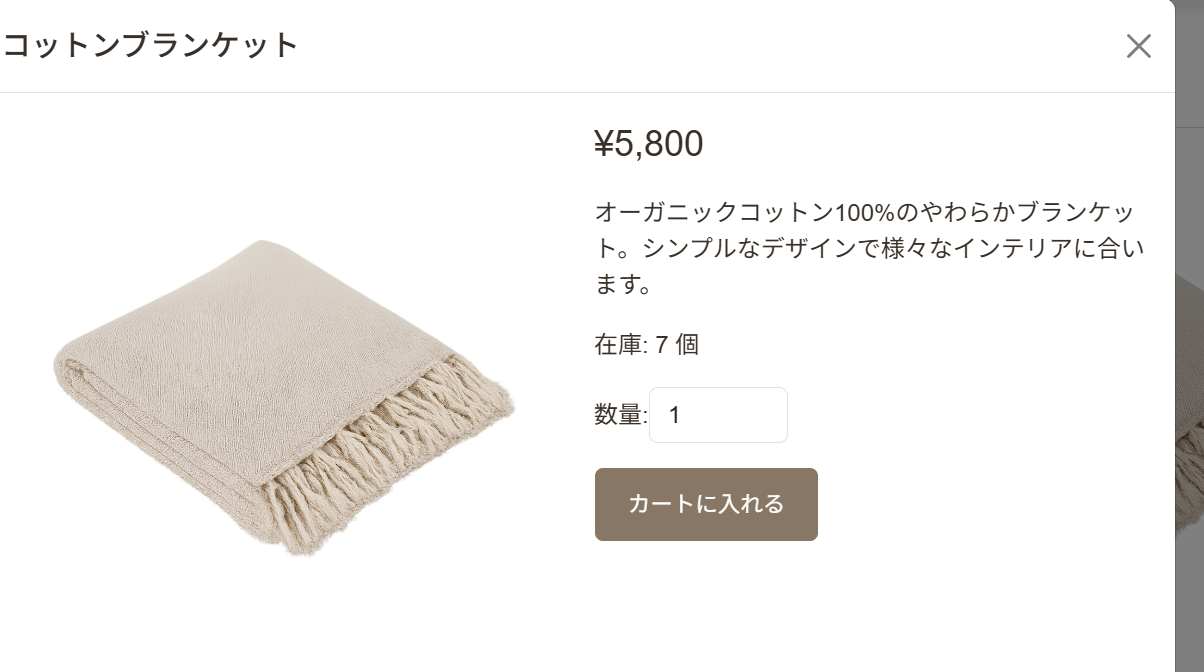 コットンブランケット
¥5,800
オーガニックコットン100%のやわらかブランケッ
ト。シンプルなデザインで様々なインテリアに合い
ます。
在庫: 7 個
数量: 1
カートに入れる